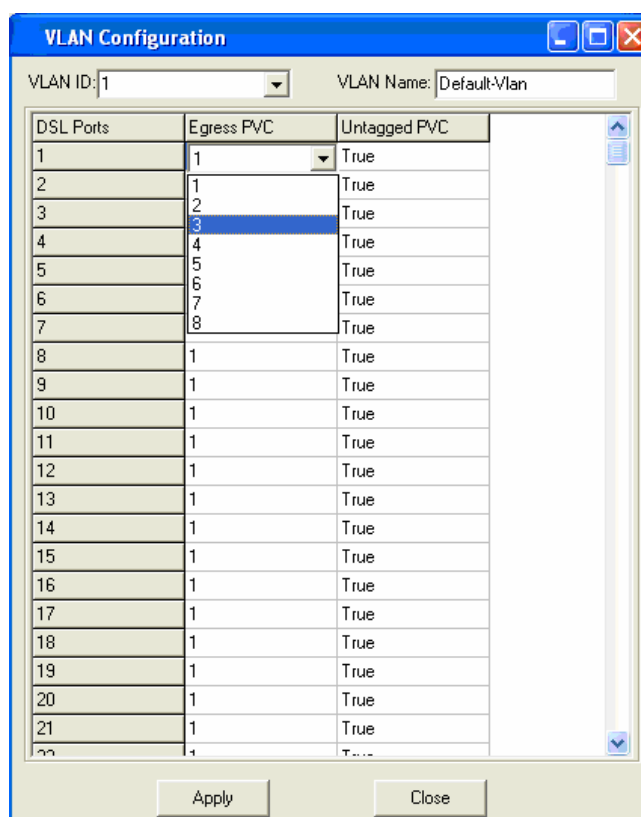 VLAN Configuration
VLAN ID: 1 VLAN Name: Default-Vlan
DSL Ports Egress PVC Untagged PVC
1 1 True
2 1 True
3 2 True
4 3 True
5 4 True
6 5 True
7 6 True
7
8
8 1 True
9 1 True
10 1 True
11 1 True
12 1 True
13 1 True
14 1 True
15 1 True
16 1 True
17 1 True
18 1 True
19 1 True
20 1 True
21 1 True
Apply Close